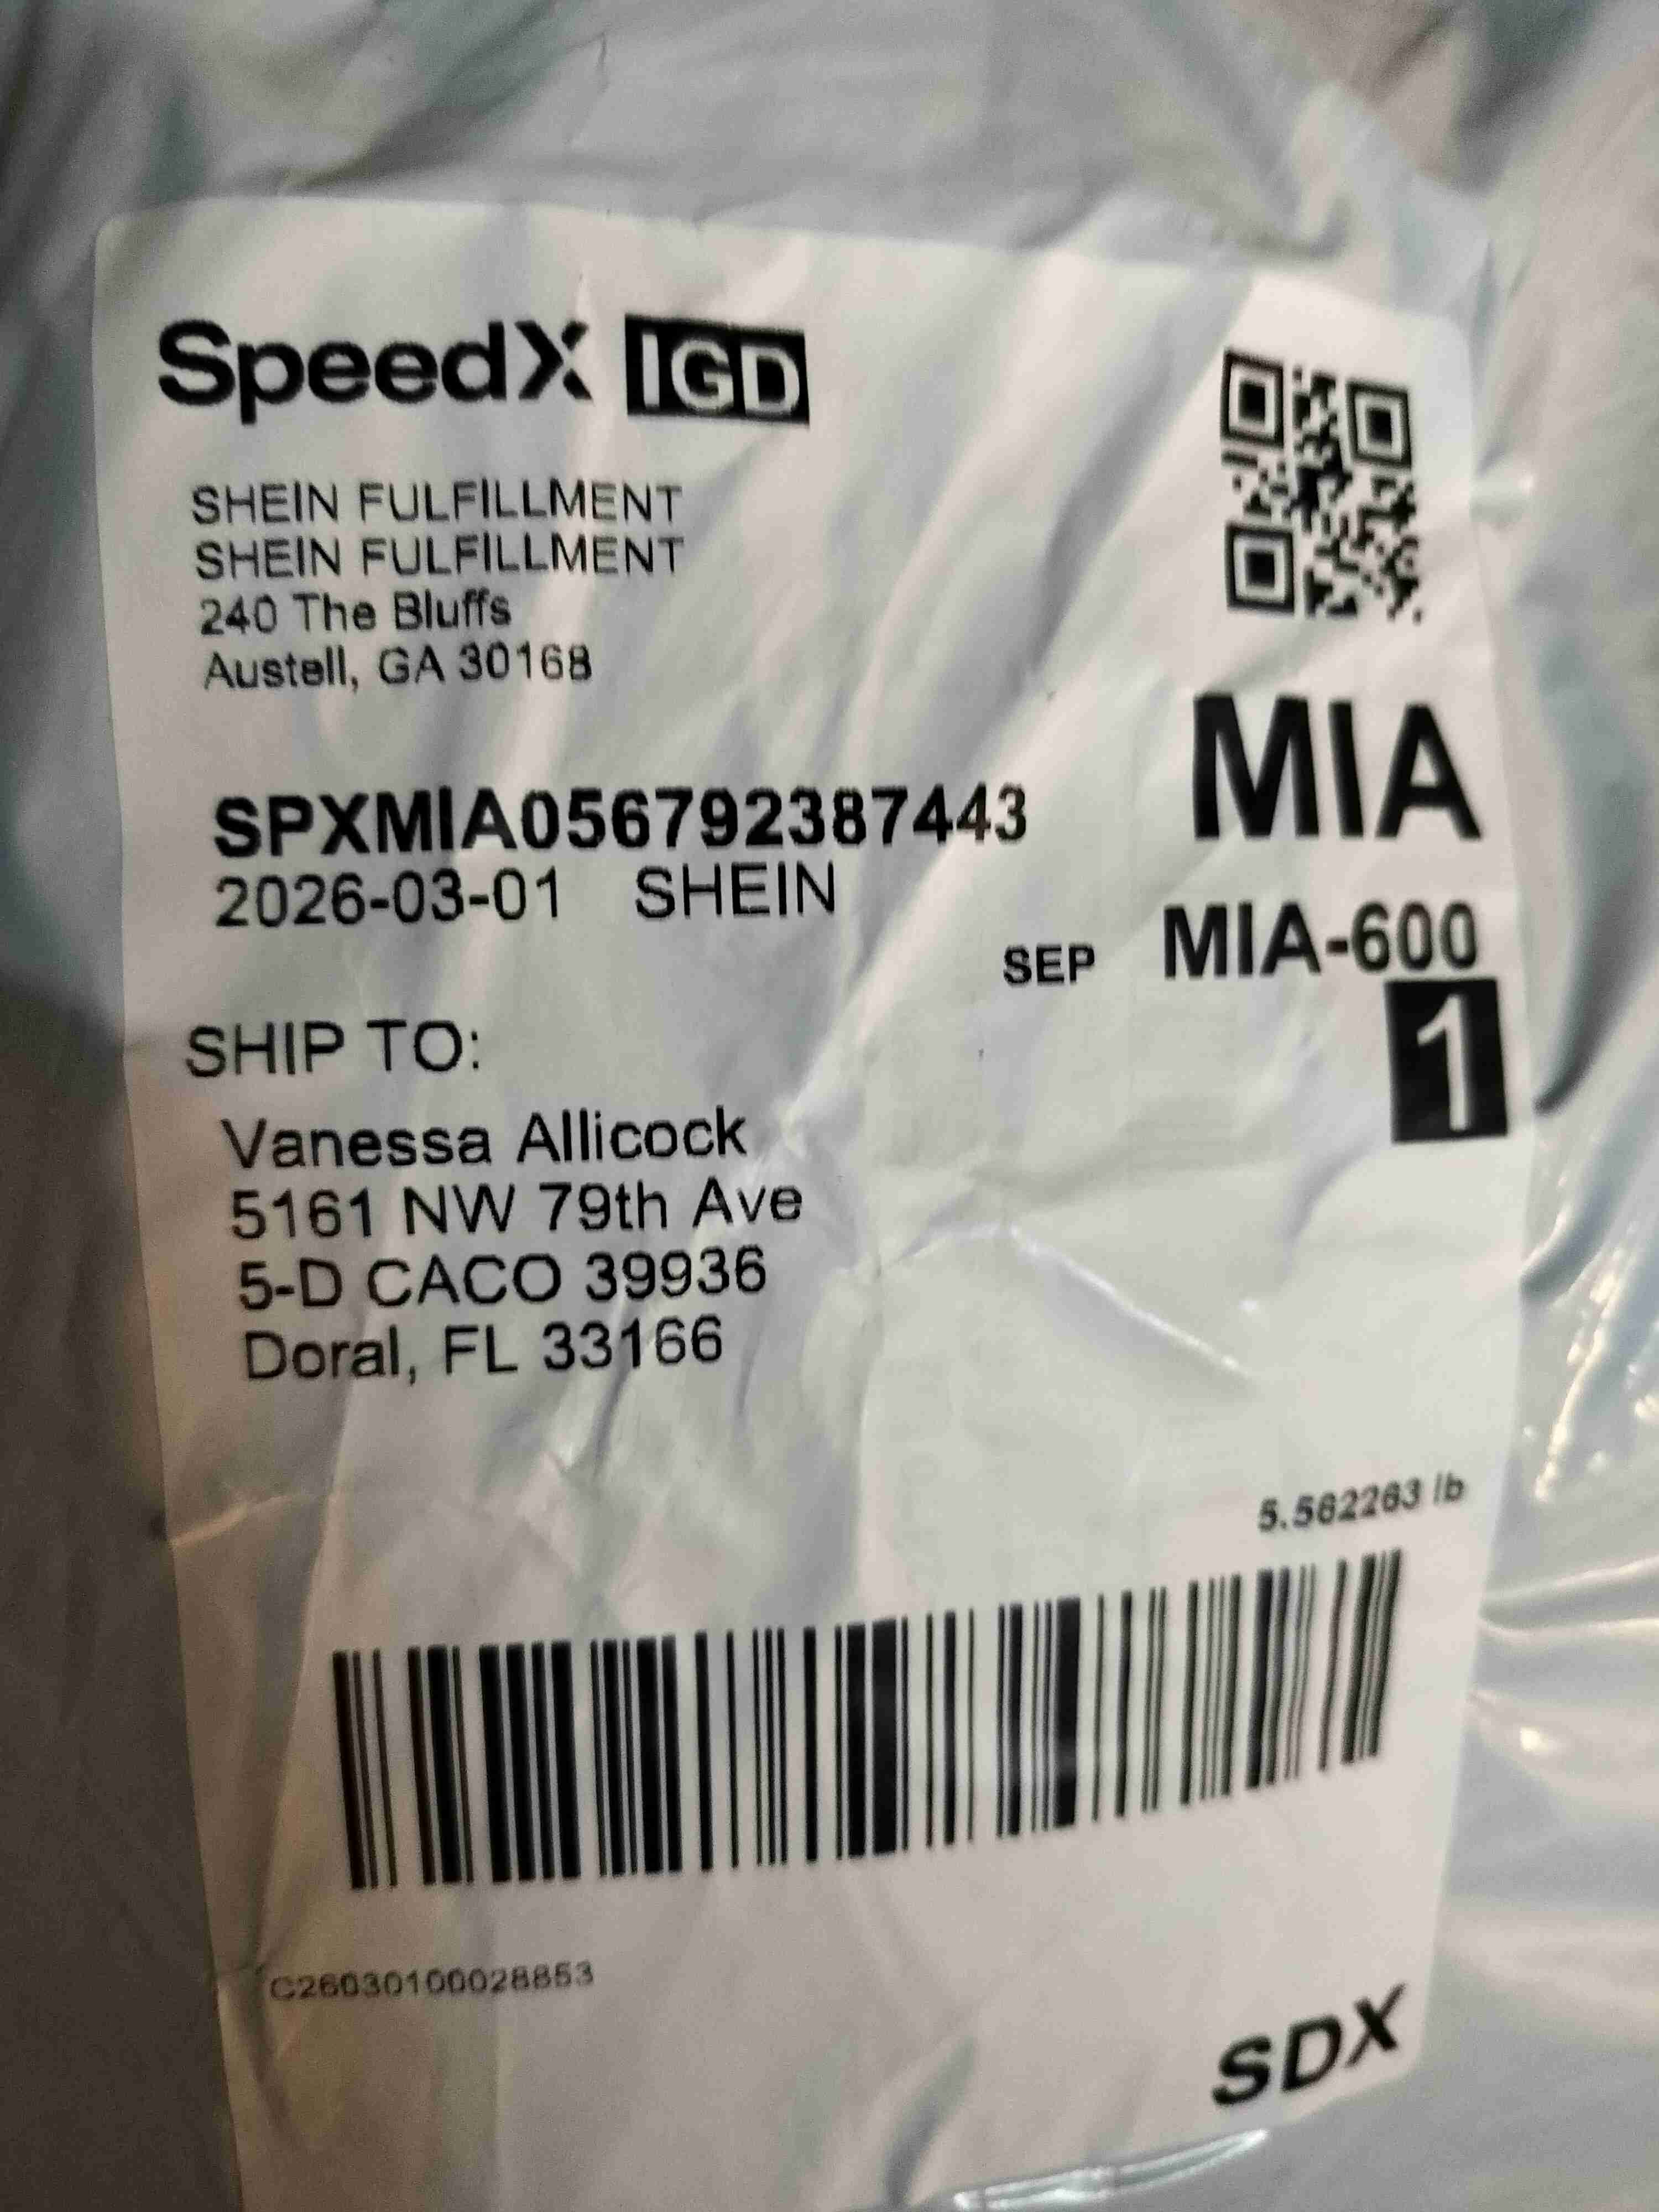 SpeedX IGD
SHEIN FULFILLMENT
SHEIN FULFILLMENT
240 The Bluffs
Austell, GA 30168
SPXMIA056792387443
2026-03-01 SHEIN
MIA
SEP MIA-600
1
SHIP TO:
Vanessa Allicock
5161 NW 79th Ave
5-D CACO 39936
Doral, FL 33166
5.562263 lb
C26030100028853
SDX